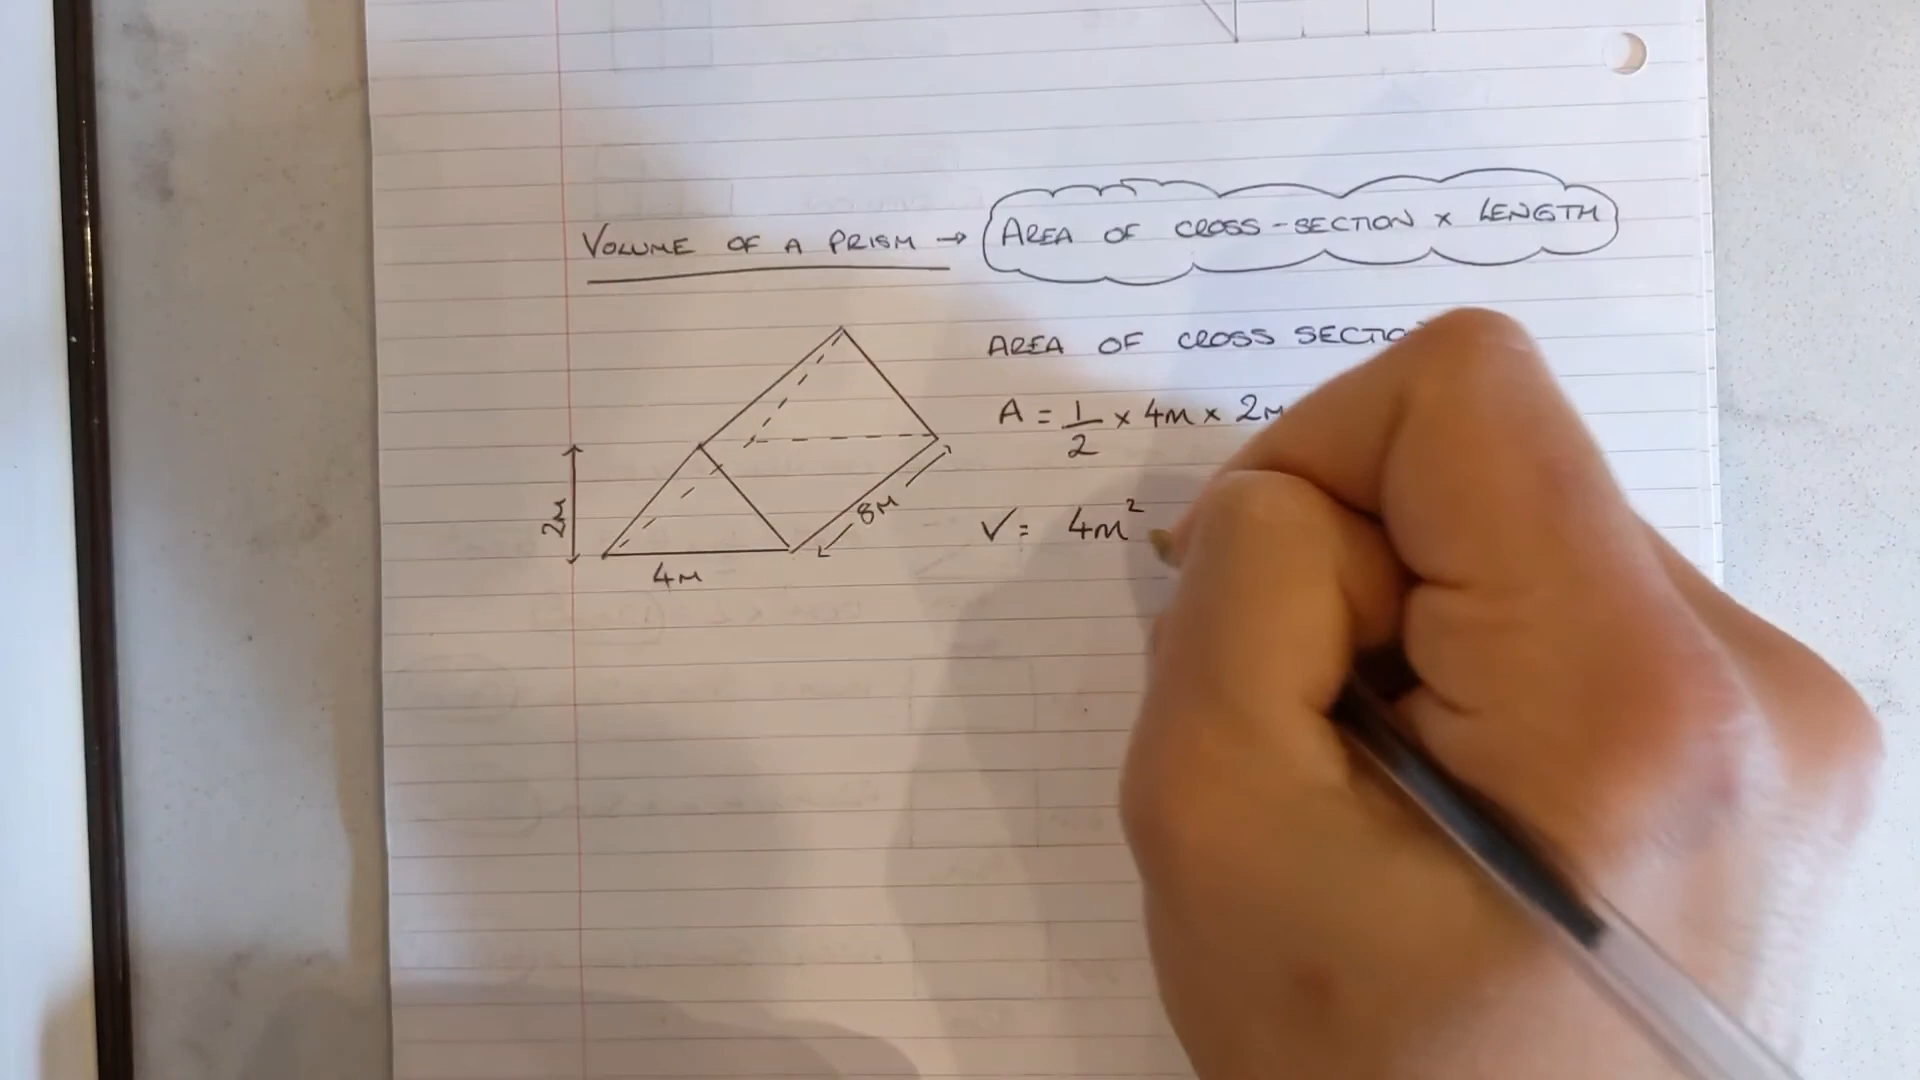 VOLUME OF A PRISM → AREA OF CROSS-SECTION × LENGTH
AREA OF CROSS
A = 1/2 × 4m × 2m
V = 4m²
2M
8M
4M